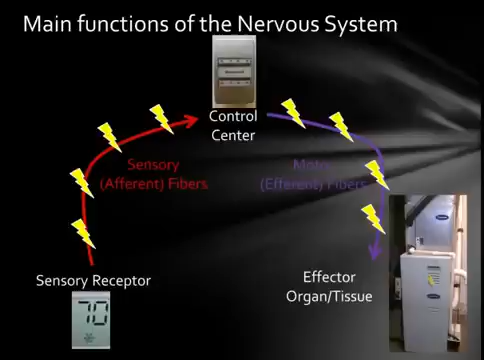 Main functions of the Nervous System
Control
Center
Sensory
(Afferent) Fibers
Motor
(Efferent) Fibers
Sensory Receptor
70
Effector
Organ/Tissue